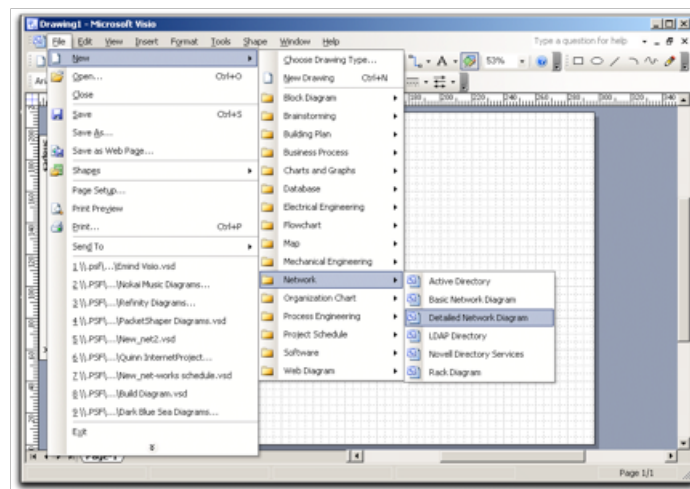 Drawing1 - Microsoft Visio
File Edit View Insert Format Tools Shape Window Help
Type a question for help
53%
New
Open... Ctrl+O
Close
Save Ctrl+S
Save As...
Save as Web Page...
Shapes
Page Setup...
Print Preview
Print... Ctrl+P
Send To
1 \\.psf\...\Emind Visio.vsd
2 \\.PSF\...\Nokai Music Diagrams...
3 \\.PSF\...\Refinity Diagrams...
4 \\.PSF\...\PacketShaper Diagrams.vsd
5 \\.PSF\...\New_net2.vsd
6 \\.PSF\...\Quinn InternetProject...
7 \\.PSF\...\New_net-works schedule.vsd
8 \\.PSF\...\Build Diagram.vsd
9 \\.PSF\...\Dark Blue Sea Diagrams...
Exit
Choose Drawing Type...
New Drawing Ctrl+N
Block Diagram
Brainstorming
Building Plan
Business Process
Charts and Graphs
Database
Electrical Engineering
Flowchart
Map
Mechanical Engineering
Network
Organization Chart
Process Engineering
Project Schedule
Software
Web Diagram
Active Directory
Basic Network Diagram
Detailed Network Diagram
LDAP Directory
Novell Directory Services
Rack Diagram
Page 1/1